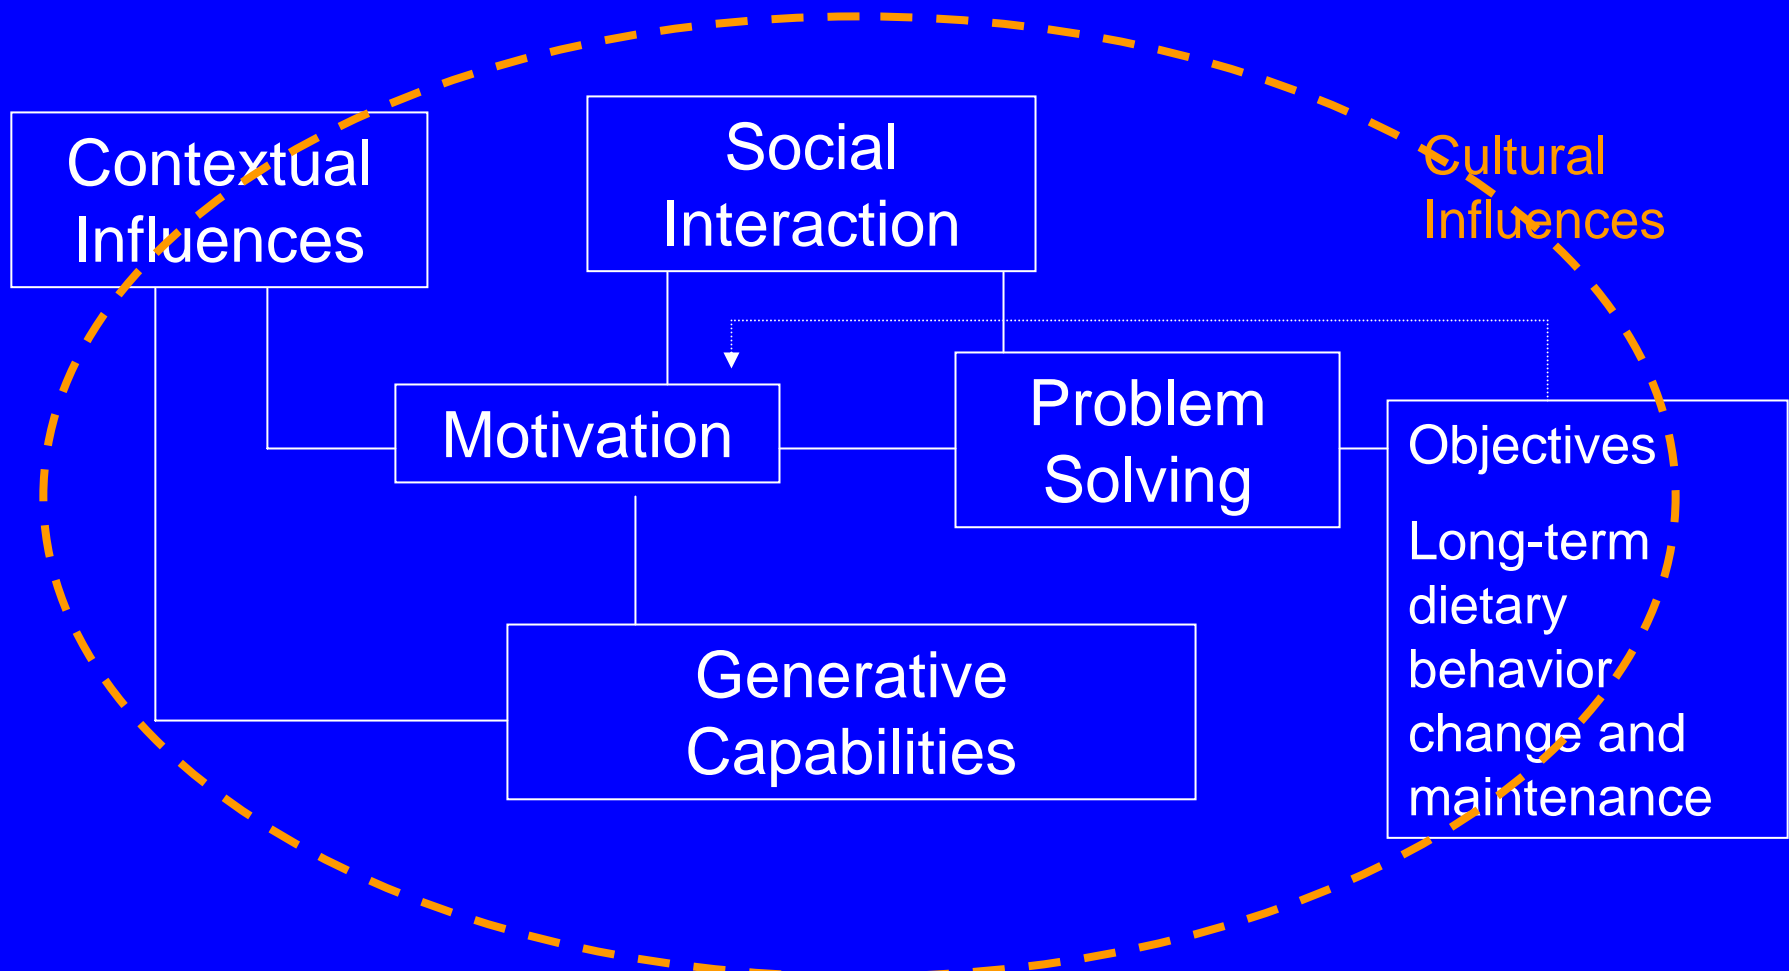 Contextual
Influences
Social
Interaction
Cultural
Influences
Motivation
Problem
Solving
Objectives
Long-term
dietary
behavior
change and
maintenance
Generative
Capabilities